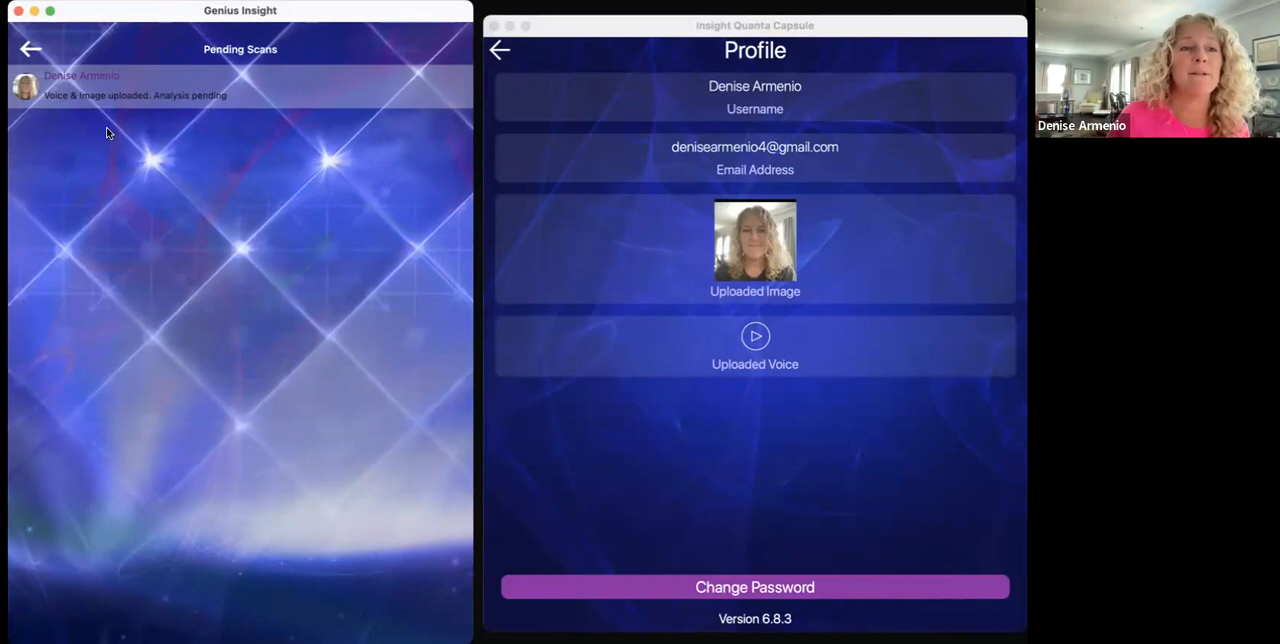 Genius Insight
Pending Scans
Denise Armenio
Voice & Image uploaded. Analysis pending
Insight Quanta Capsule
Profile
Denise Armenio
Username
denisearmenio4@gmail.com
Email Address
Uploaded Image
Uploaded Voice
Change Password
Version 6.8.3
Denise Armenio